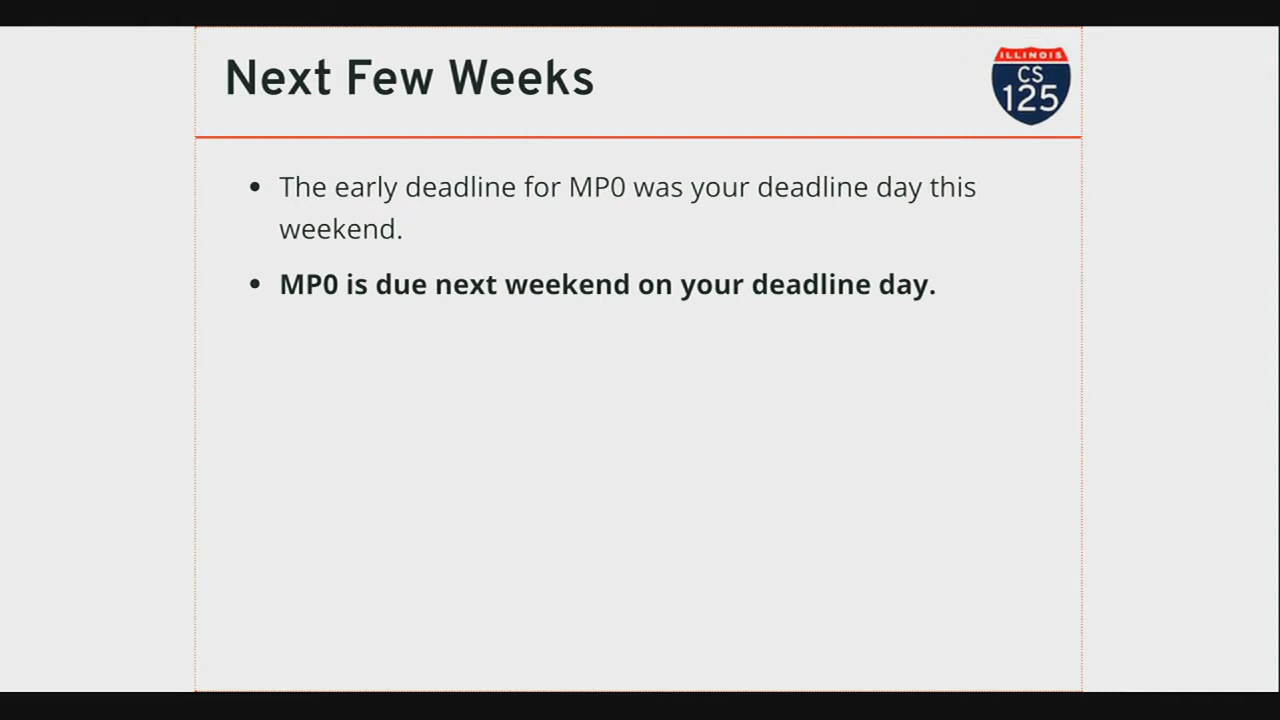 Next Few Weeks
ILLINOIS
CS
125
• The early deadline for MP0 was your deadline day this
weekend.
• MP0 is due next weekend on your deadline day.